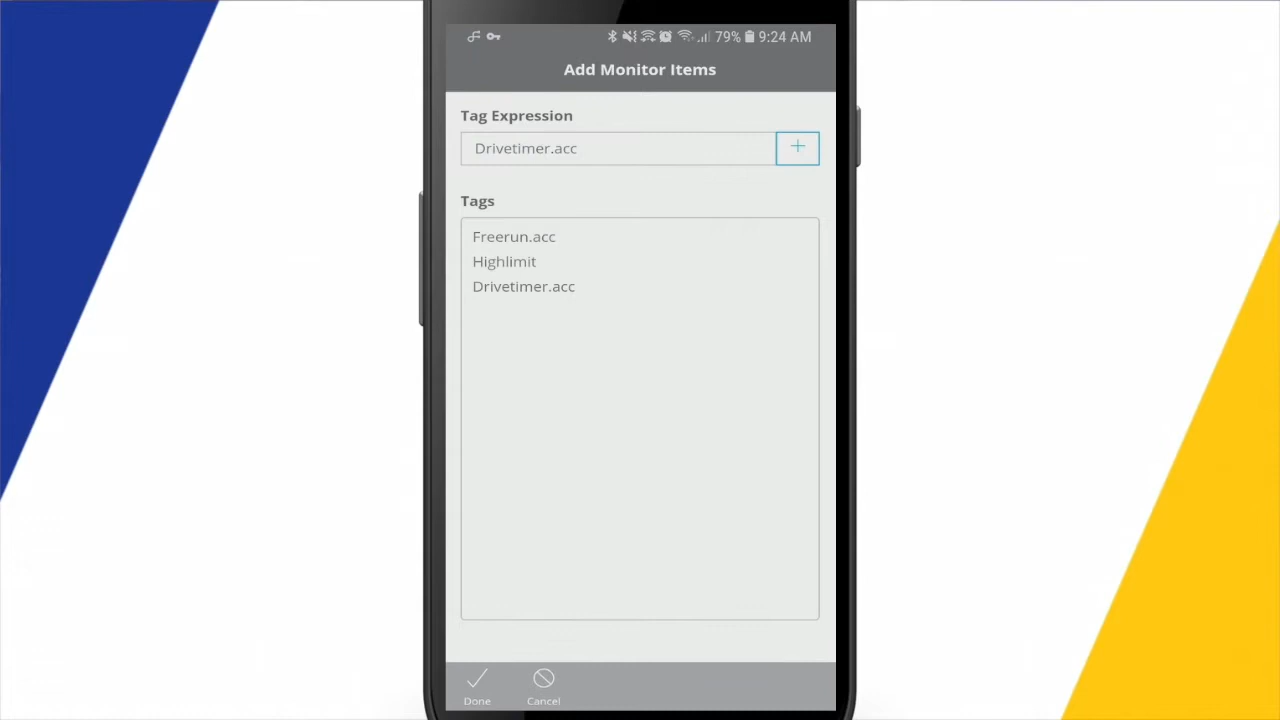 79% 9:24 AM
Add Monitor Items
Tag Expression
Drivetimer.acc
Tags
Freerun.acc
Highlimit
Drivetimer.acc
Done Cancel